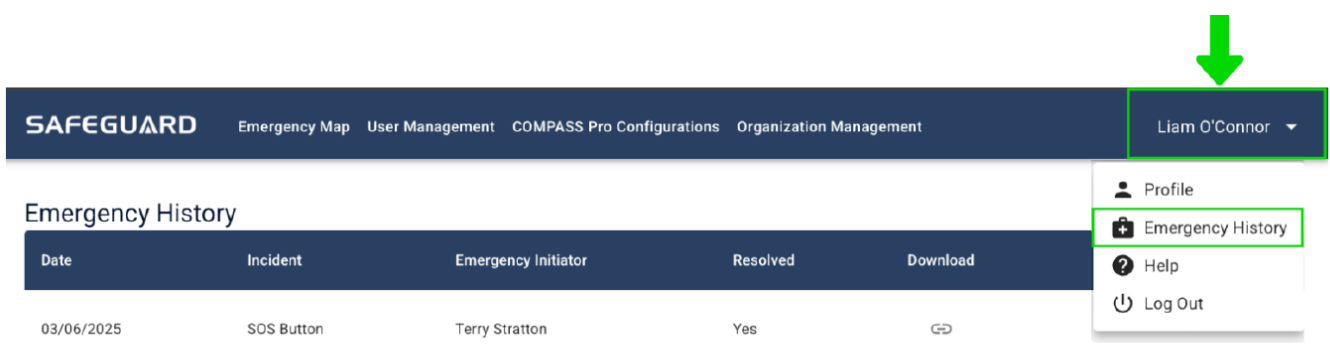 SAFEGUARD Emergency Map User Management COMPASS Pro Configurations Organization Management Liam O'Connor
Profile
Emergency History
Emergency History
Date Incident Emergency Initiator Resolved Download
Help
Log Out
03/06/2025 SOS Button Terry Stratton Yes